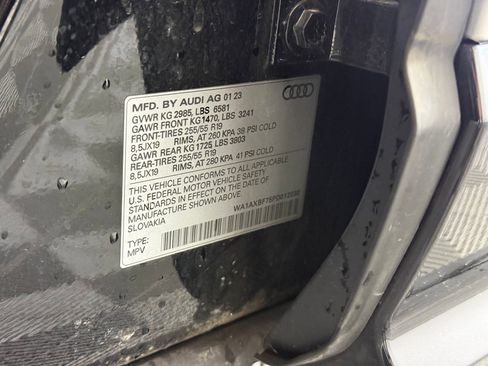 MFD. BY AUDI AG 01 23
GVWR KG 2985, LBS 6581
GAWR FRONT KG 1470, LBS 3241
FRONT-TIRES 255/55 R19
8,5JX19 RIMS, AT 260 KPA 38 PSI COLD
GAWR REAR KG 1725, LBS 3803
REAR-TIRES 255/55 R19
8,5JX19 RIMS, AT 280 KPA 41 PSI COLD
THIS VEHICLE CONFORMS TO ALL APPLICABLE
U.S. FEDERAL MOTOR VEHICLE SAFETY
STANDARDS IN EFFECT ON THE DATE OF
MANUFACTURE SHOWN ABOVE.
SLOVAKIA
TYPE:
MPV